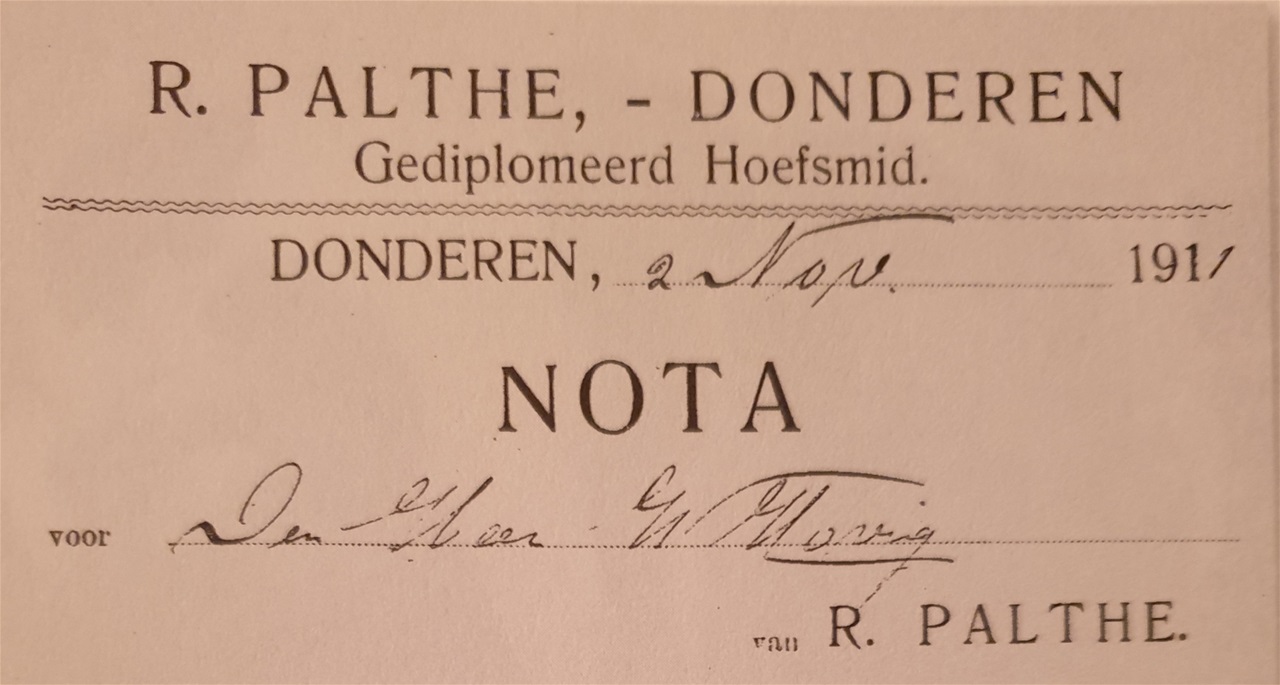 R. PALTHE, - DONDEREN
Gediplomeerd Hoefsmid.
DONDEREN, 2 Nov. 1911
NOTA
voor Den Heer
van R. PALTHE.